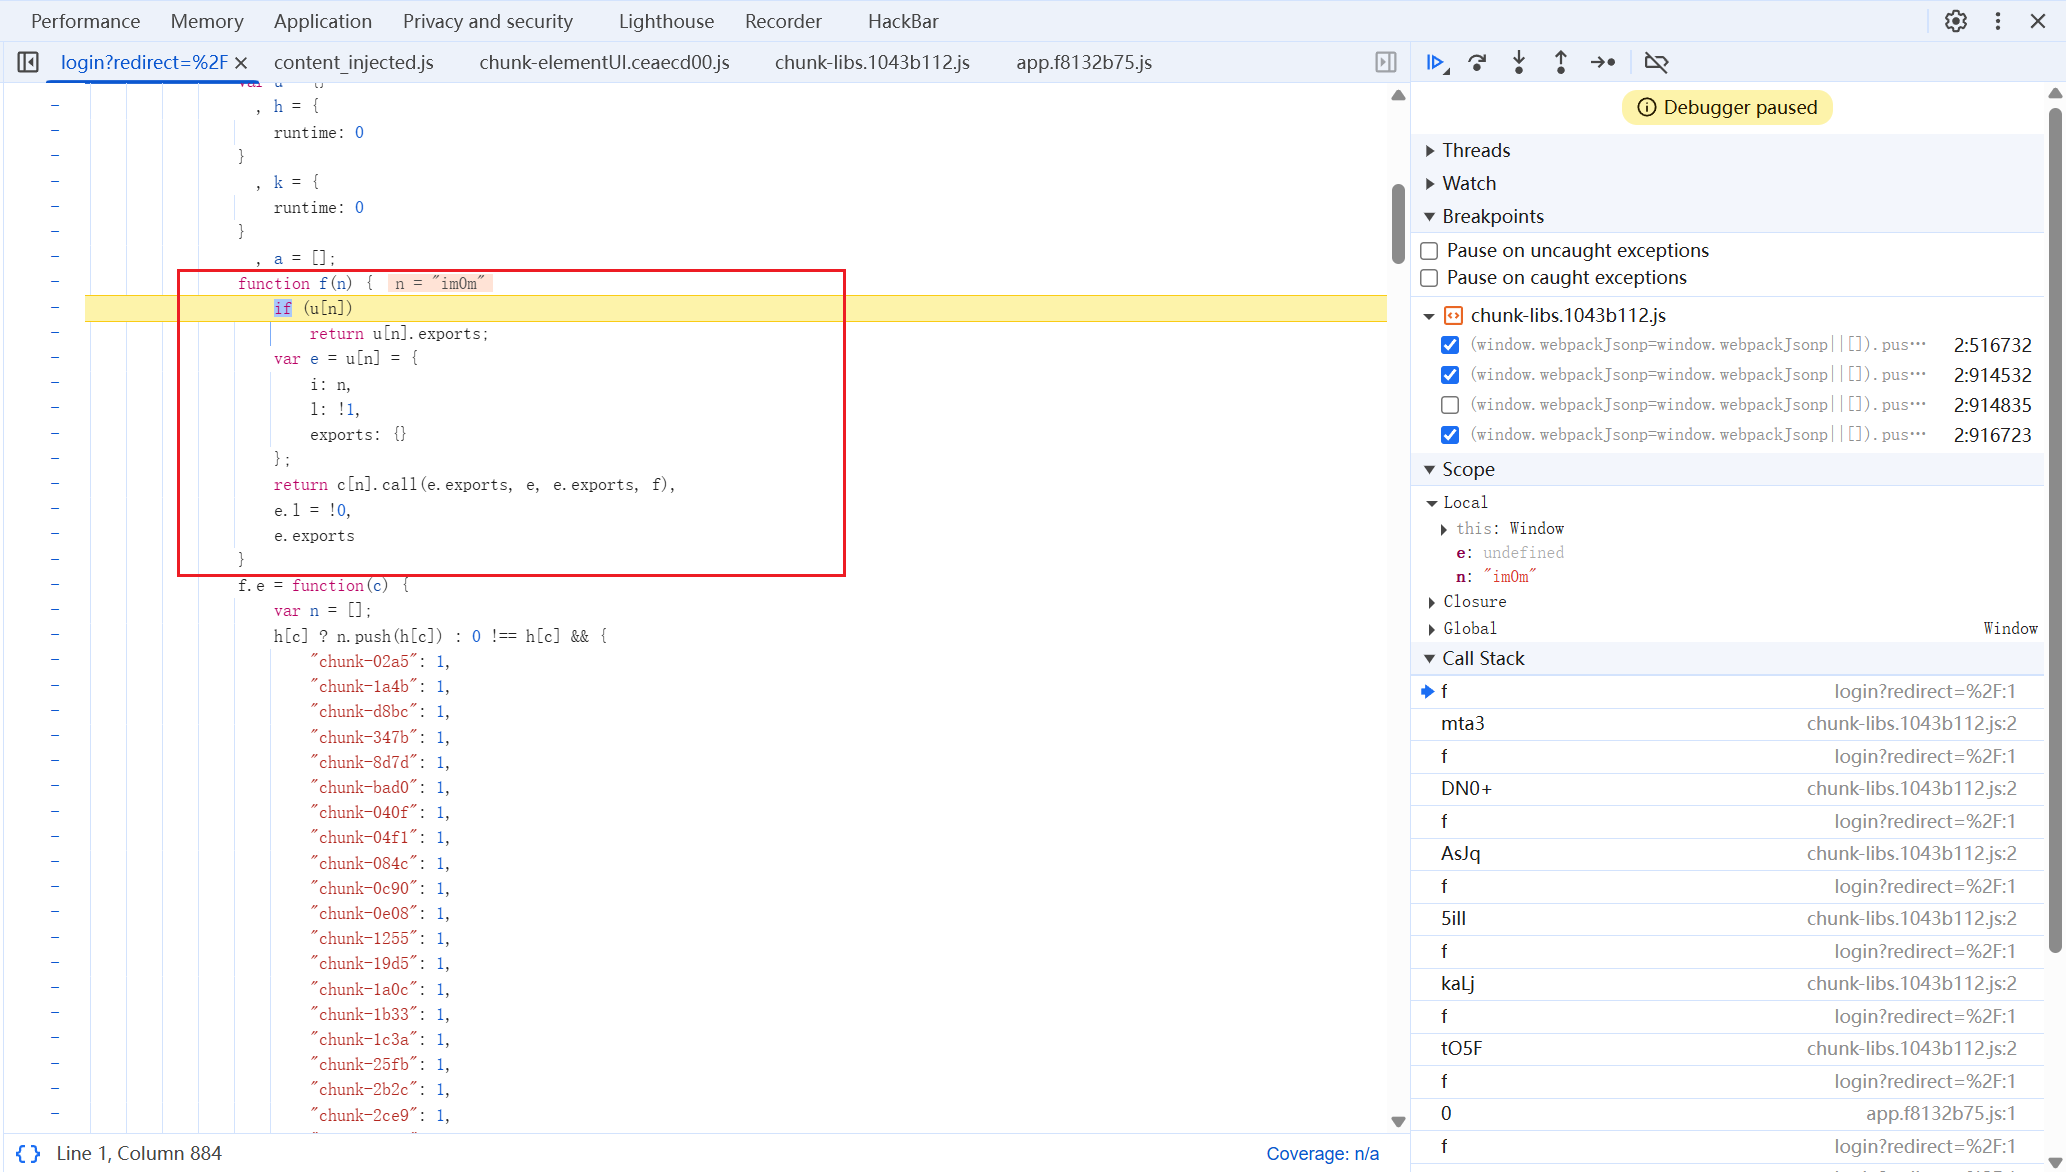 Performance Memory Application Privacy and security Lighthouse Recorder HackBar
login?redirect=%2F content_injected.js chunk-elementUI.ceaecd00.js chunk-libs.1043b112.js app.f8132b75.js
var u = {}
, h = {
runtime: 0
}
, k = {
runtime: 0
}
, a = [];
function f(n) { n = "im0m"
if (u[n])
return u[n].exports;
var e = u[n] = {
i: n,
l: !1,
exports: {}
};
return c[n].call(e.exports, e, e.exports, f),
e.l = !0,
e.exports
}
f.e = function(c) {
var n = [];
h[c] ? n.push(h[c]) : 0 !== h[c] && {
"chunk-02a5": 1,
"chunk-1a4b": 1,
"chunk-d8bc": 1,
"chunk-347b": 1,
"chunk-8d7d": 1,
"chunk-bad0": 1,
"chunk-040f": 1,
"chunk-04f1": 1,
"chunk-084c": 1,
"chunk-0c90": 1,
"chunk-0e08": 1,
"chunk-1255": 1,
"chunk-19d5": 1,
"chunk-1a0c": 1,
"chunk-1b33": 1,
"chunk-1c3a": 1,
"chunk-25fb": 1,
"chunk-2b2c": 1,
"chunk-2ce9": 1,
{} Line 1, Column 884 Coverage: n/a
Debugger paused
Threads
Watch
Breakpoints
Pause on uncaught exceptions
Pause on caught exceptions
chunk-libs.1043b112.js
(window.webpackJsonp=window.webpackJsonp||[]).pus… 2:516732
(window.webpackJsonp=window.webpackJsonp||[]).pus… 2:914532
(window.webpackJsonp=window.webpackJsonp||[]).pus… 2:914835
(window.webpackJsonp=window.webpackJsonp||[]).pus… 2:916723
Scope
Local
this: Window
e: undefined
n: "im0m"
Closure
Global Window
Call Stack
f login?redirect=%2F:1
mta3 chunk-libs.1043b112.js:2
f login?redirect=%2F:1
DN0+ chunk-libs.1043b112.js:2
f login?redirect=%2F:1
AsJq chunk-libs.1043b112.js:2
f login?redirect=%2F:1
5iIl chunk-libs.1043b112.js:2
f login?redirect=%2F:1
kaLj chunk-libs.1043b112.js:2
f login?redirect=%2F:1
tO5F chunk-libs.1043b112.js:2
f login?redirect=%2F:1
0 app.f8132b75.js:1
f login?redirect=%2F:1